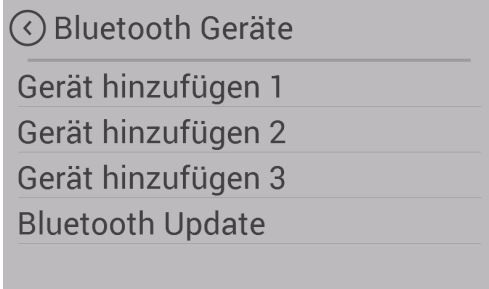 Bluetooth Geräte
Gerät hinzufügen 1
Gerät hinzufügen 2
Gerät hinzufügen 3
Bluetooth Update